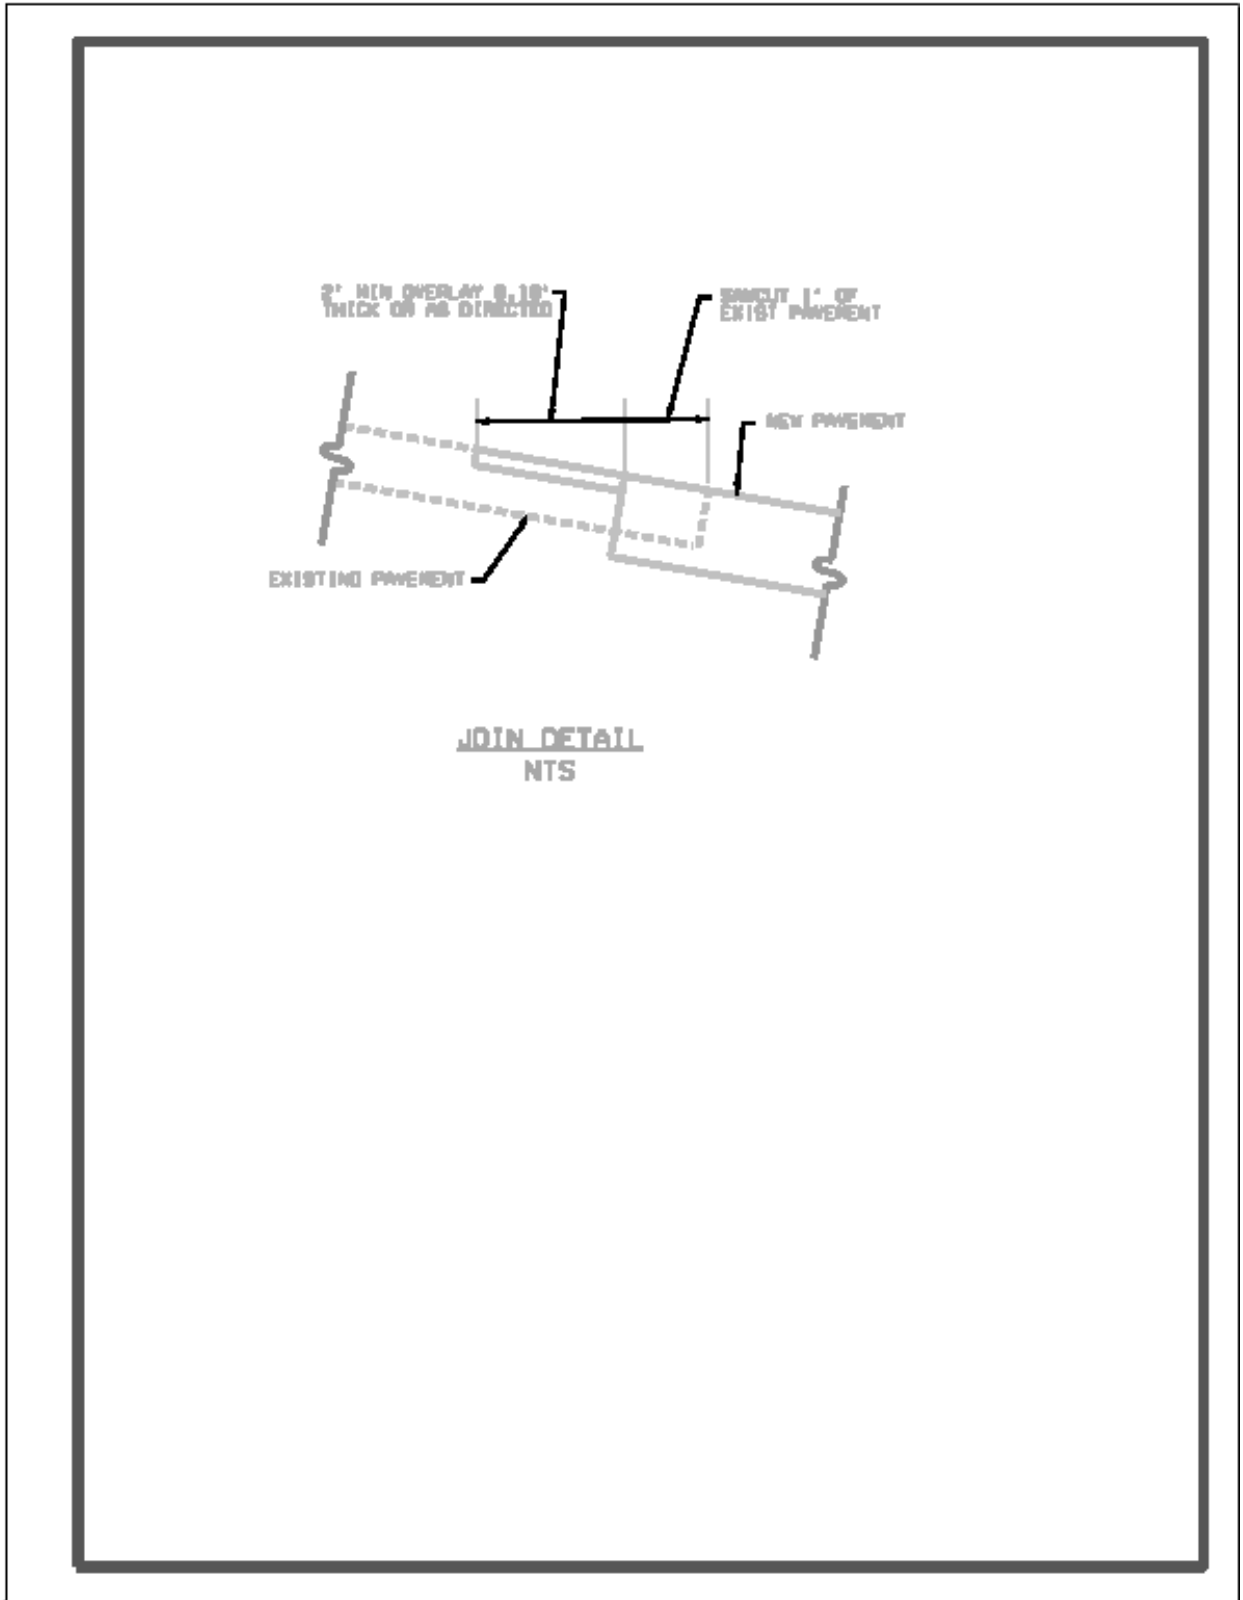 2' MIN OVERLAY 0.10'
THICK OR AS DIRECTED
SAWCUT 1' OF
EXIST PAVEMENT
NEW PAVEMENT
EXISTING PAVEMENT
JOIN DETAIL
NTS